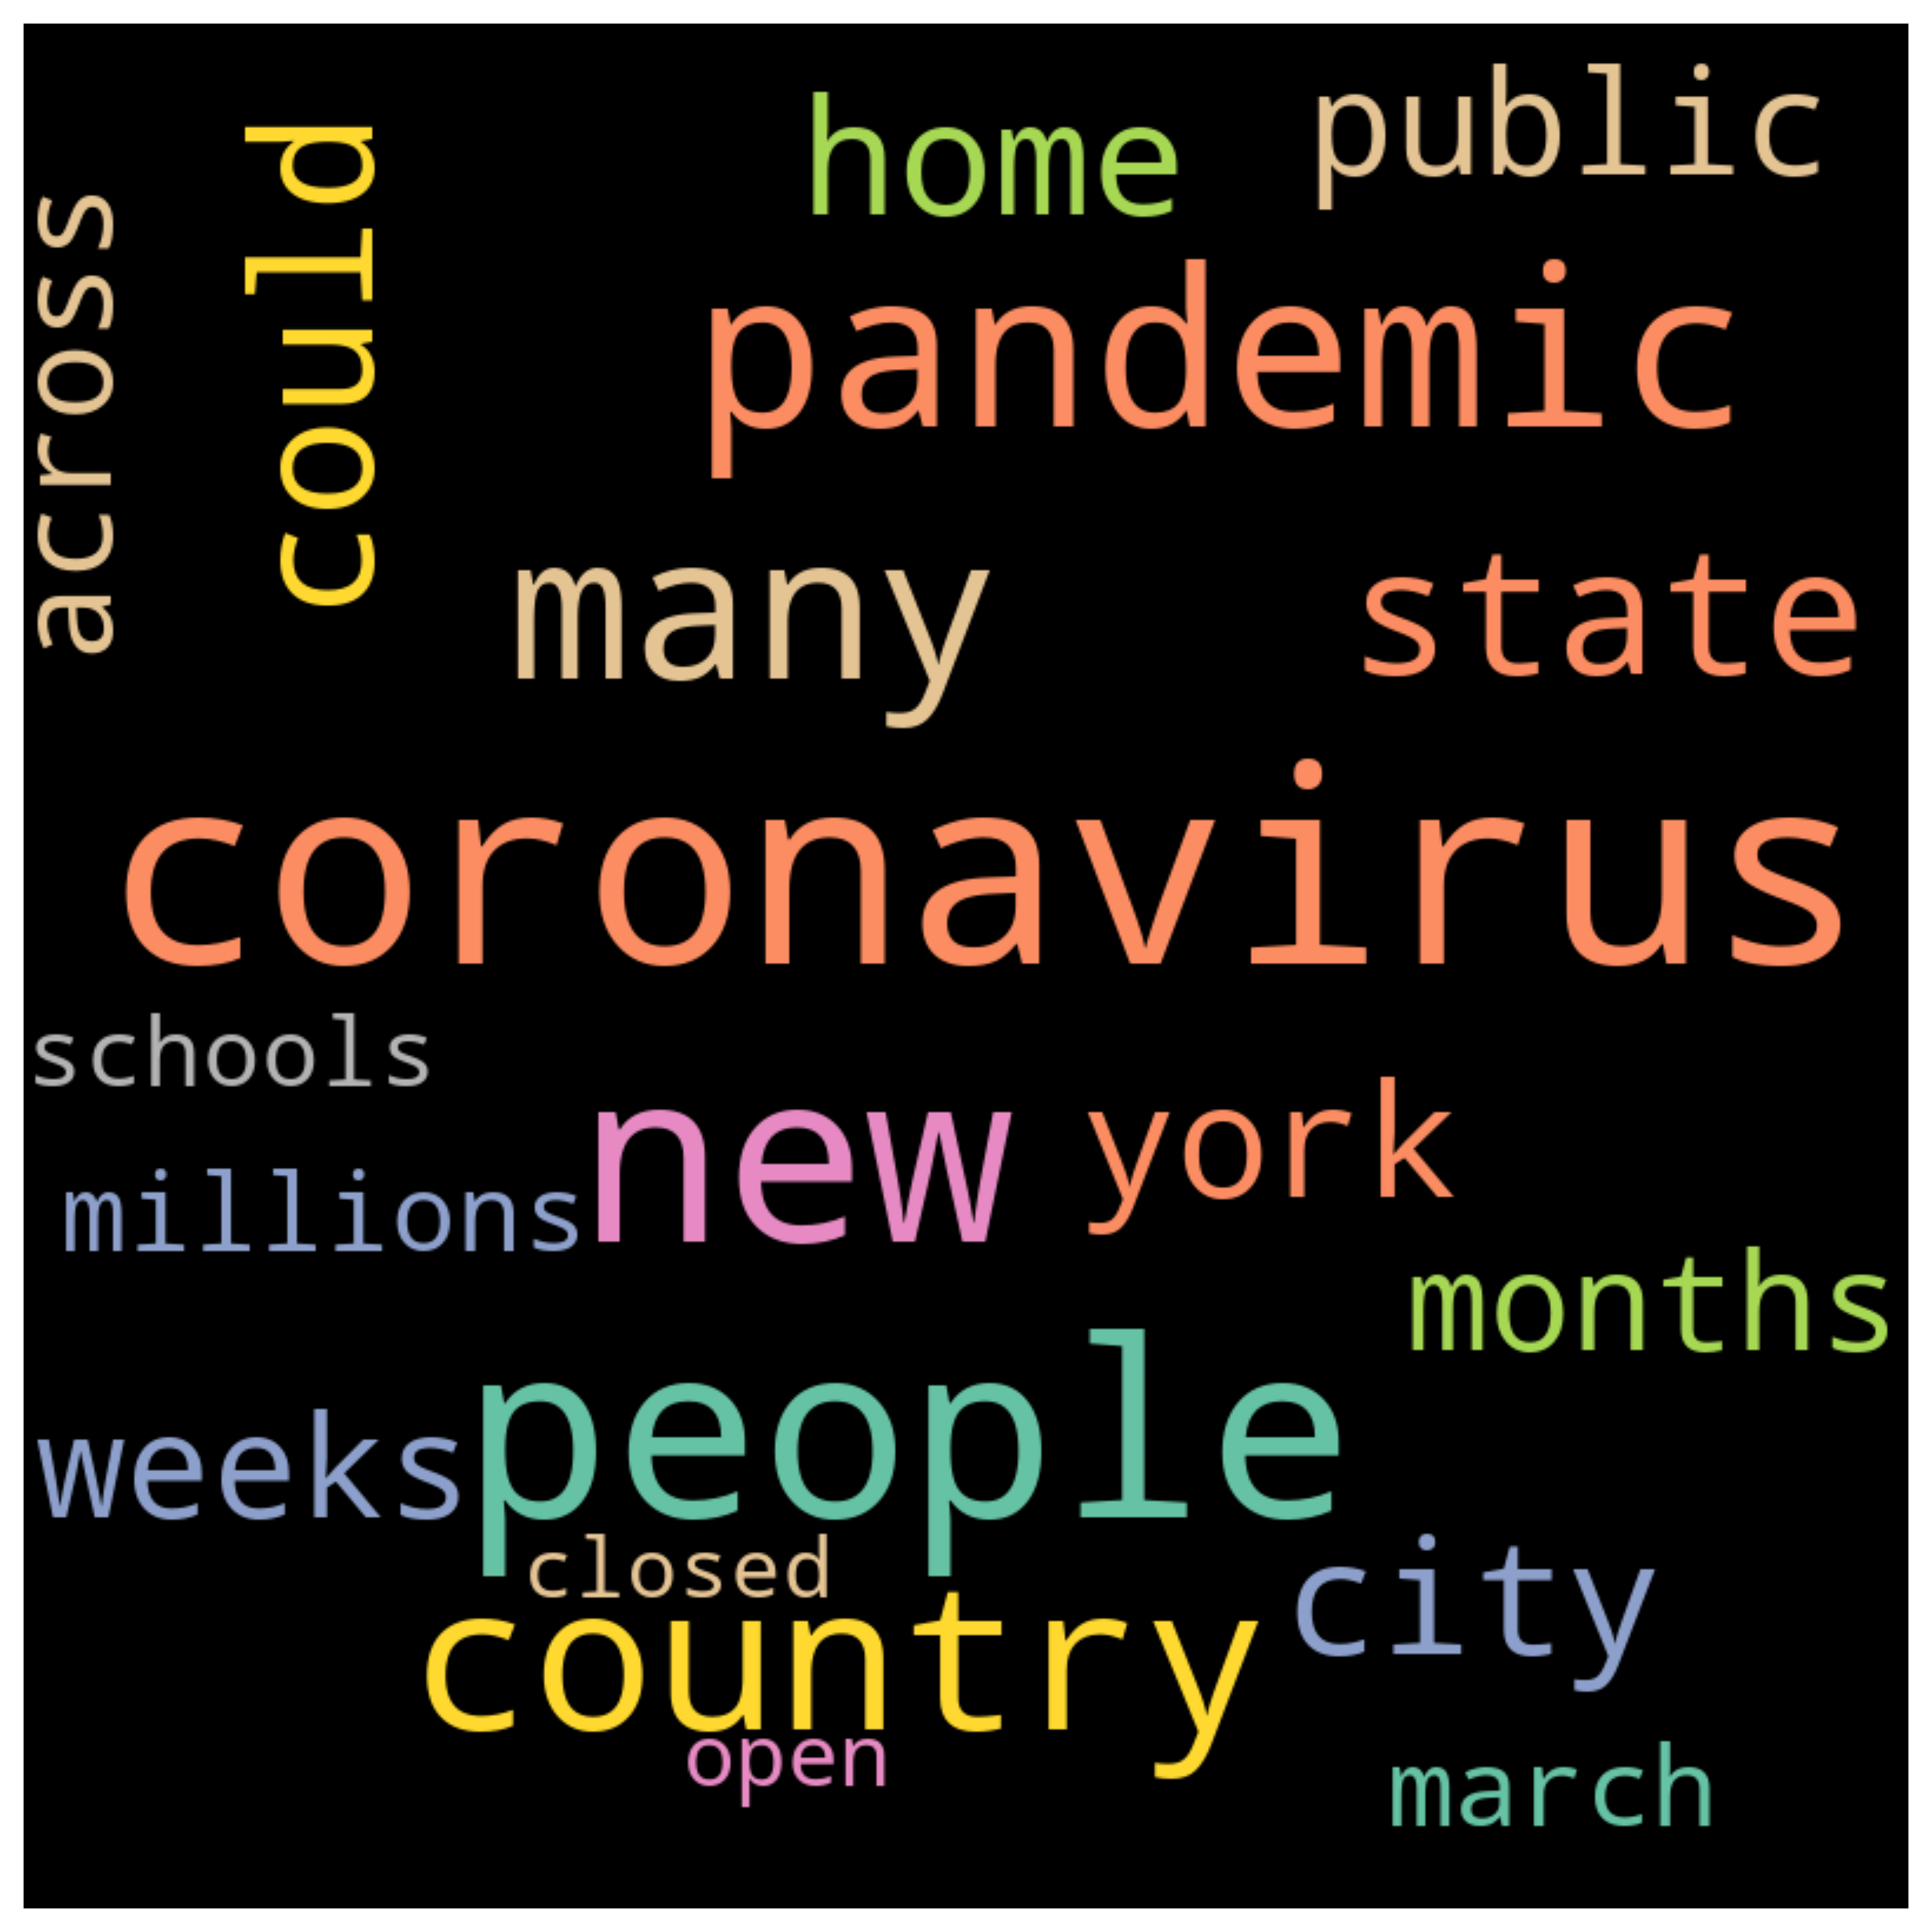 public
home
across
could
pandemic
many
state
coronavirus
schools
new
york
millions
months
people
weeks
closed
city
country
open
march